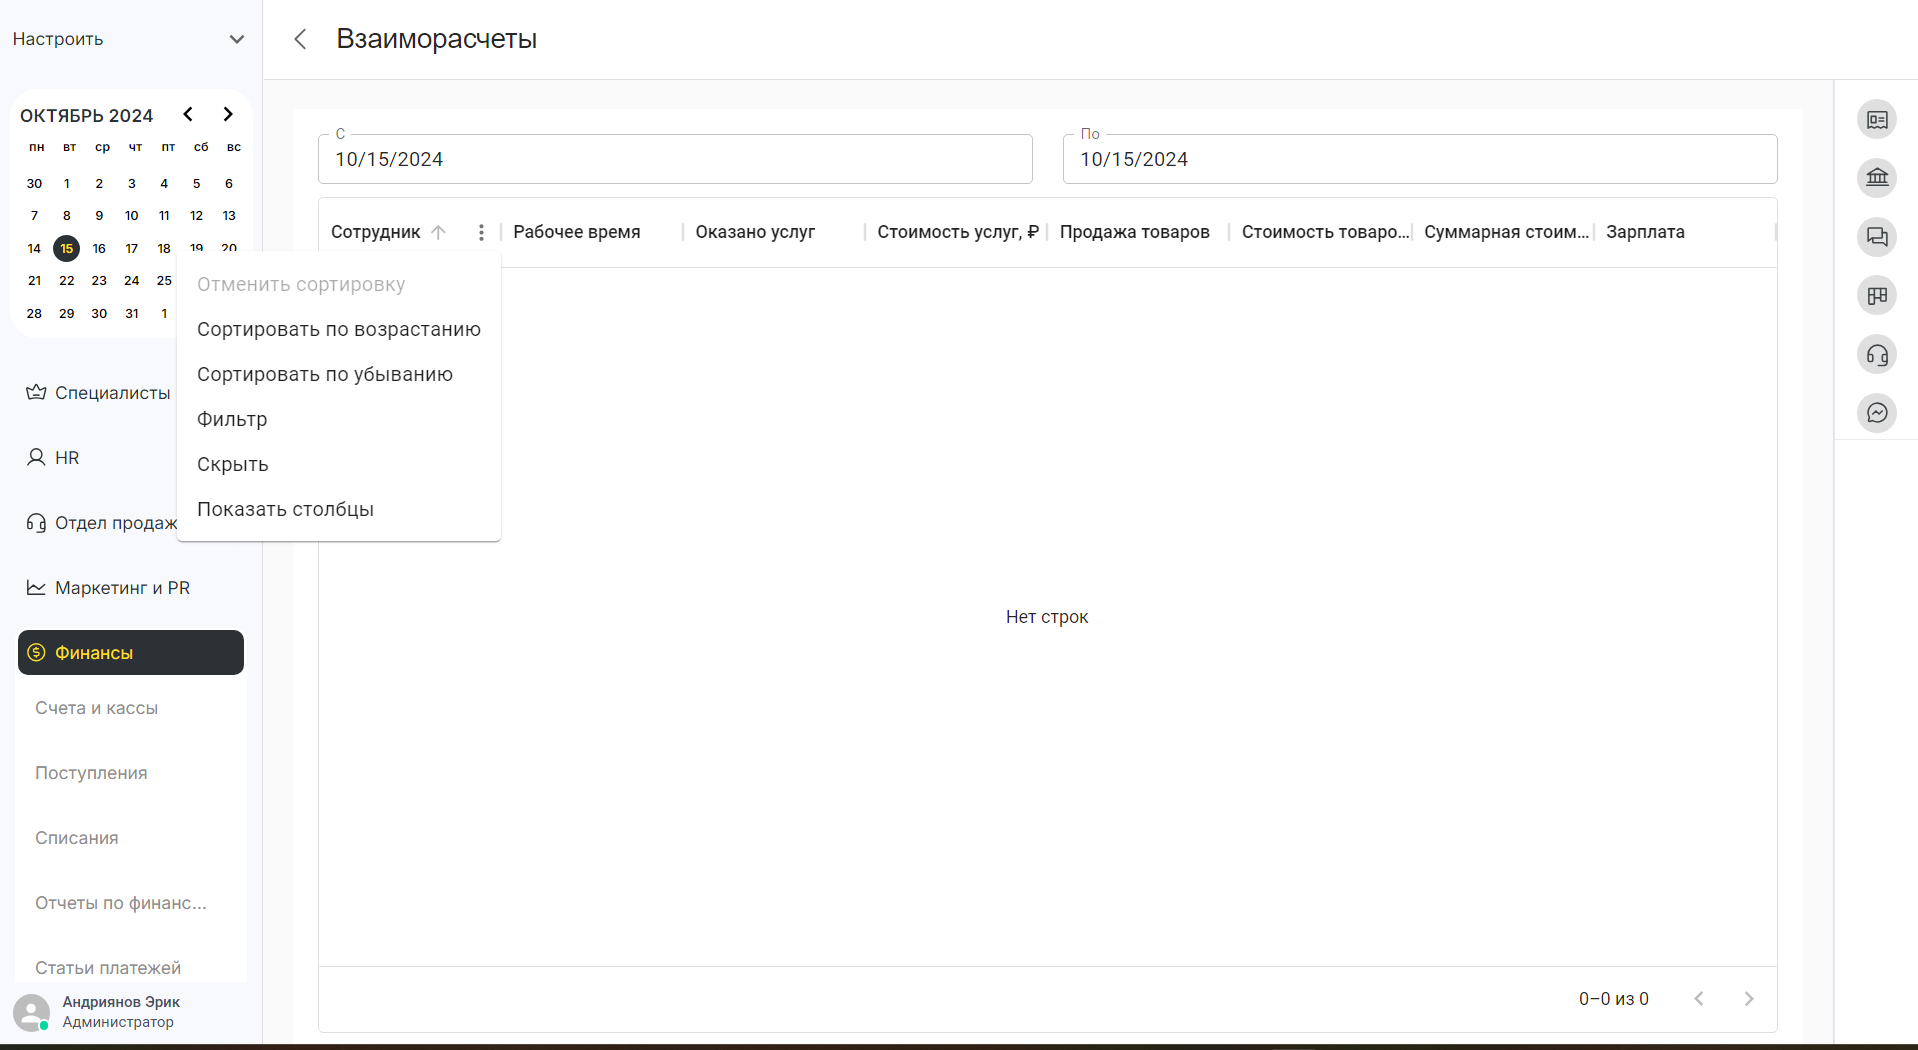 Настроить
Взаиморасчеты
ОКТЯБРЬ 2024
пн вт ср чт пт сб вс
30 1 2 3 4 5 6
7 8 9 10 11 12 13
14 15 16 17 18 19 20
21 22 23 24 25
28 29 30 31 1
С
10/15/2024
По
10/15/2024
Сотрудник
Рабочее время
Оказано услуг
Стоимость услуг, ₽
Продажа товаров
Стоимость товаро...
Суммарная стоим...
Зарплата
Отменить сортировку
Сортировать по возрастанию
Сортировать по убыванию
Фильтр
Скрыть
Показать столбцы
Специалисты
HR
Отдел продаж
Маркетинг и PR
Финансы
Счета и кассы
Поступления
Списания
Отчеты по финанс...
Статьи платежей
Андриянов Эрик
Администратор
Нет строк
0–0 из 0